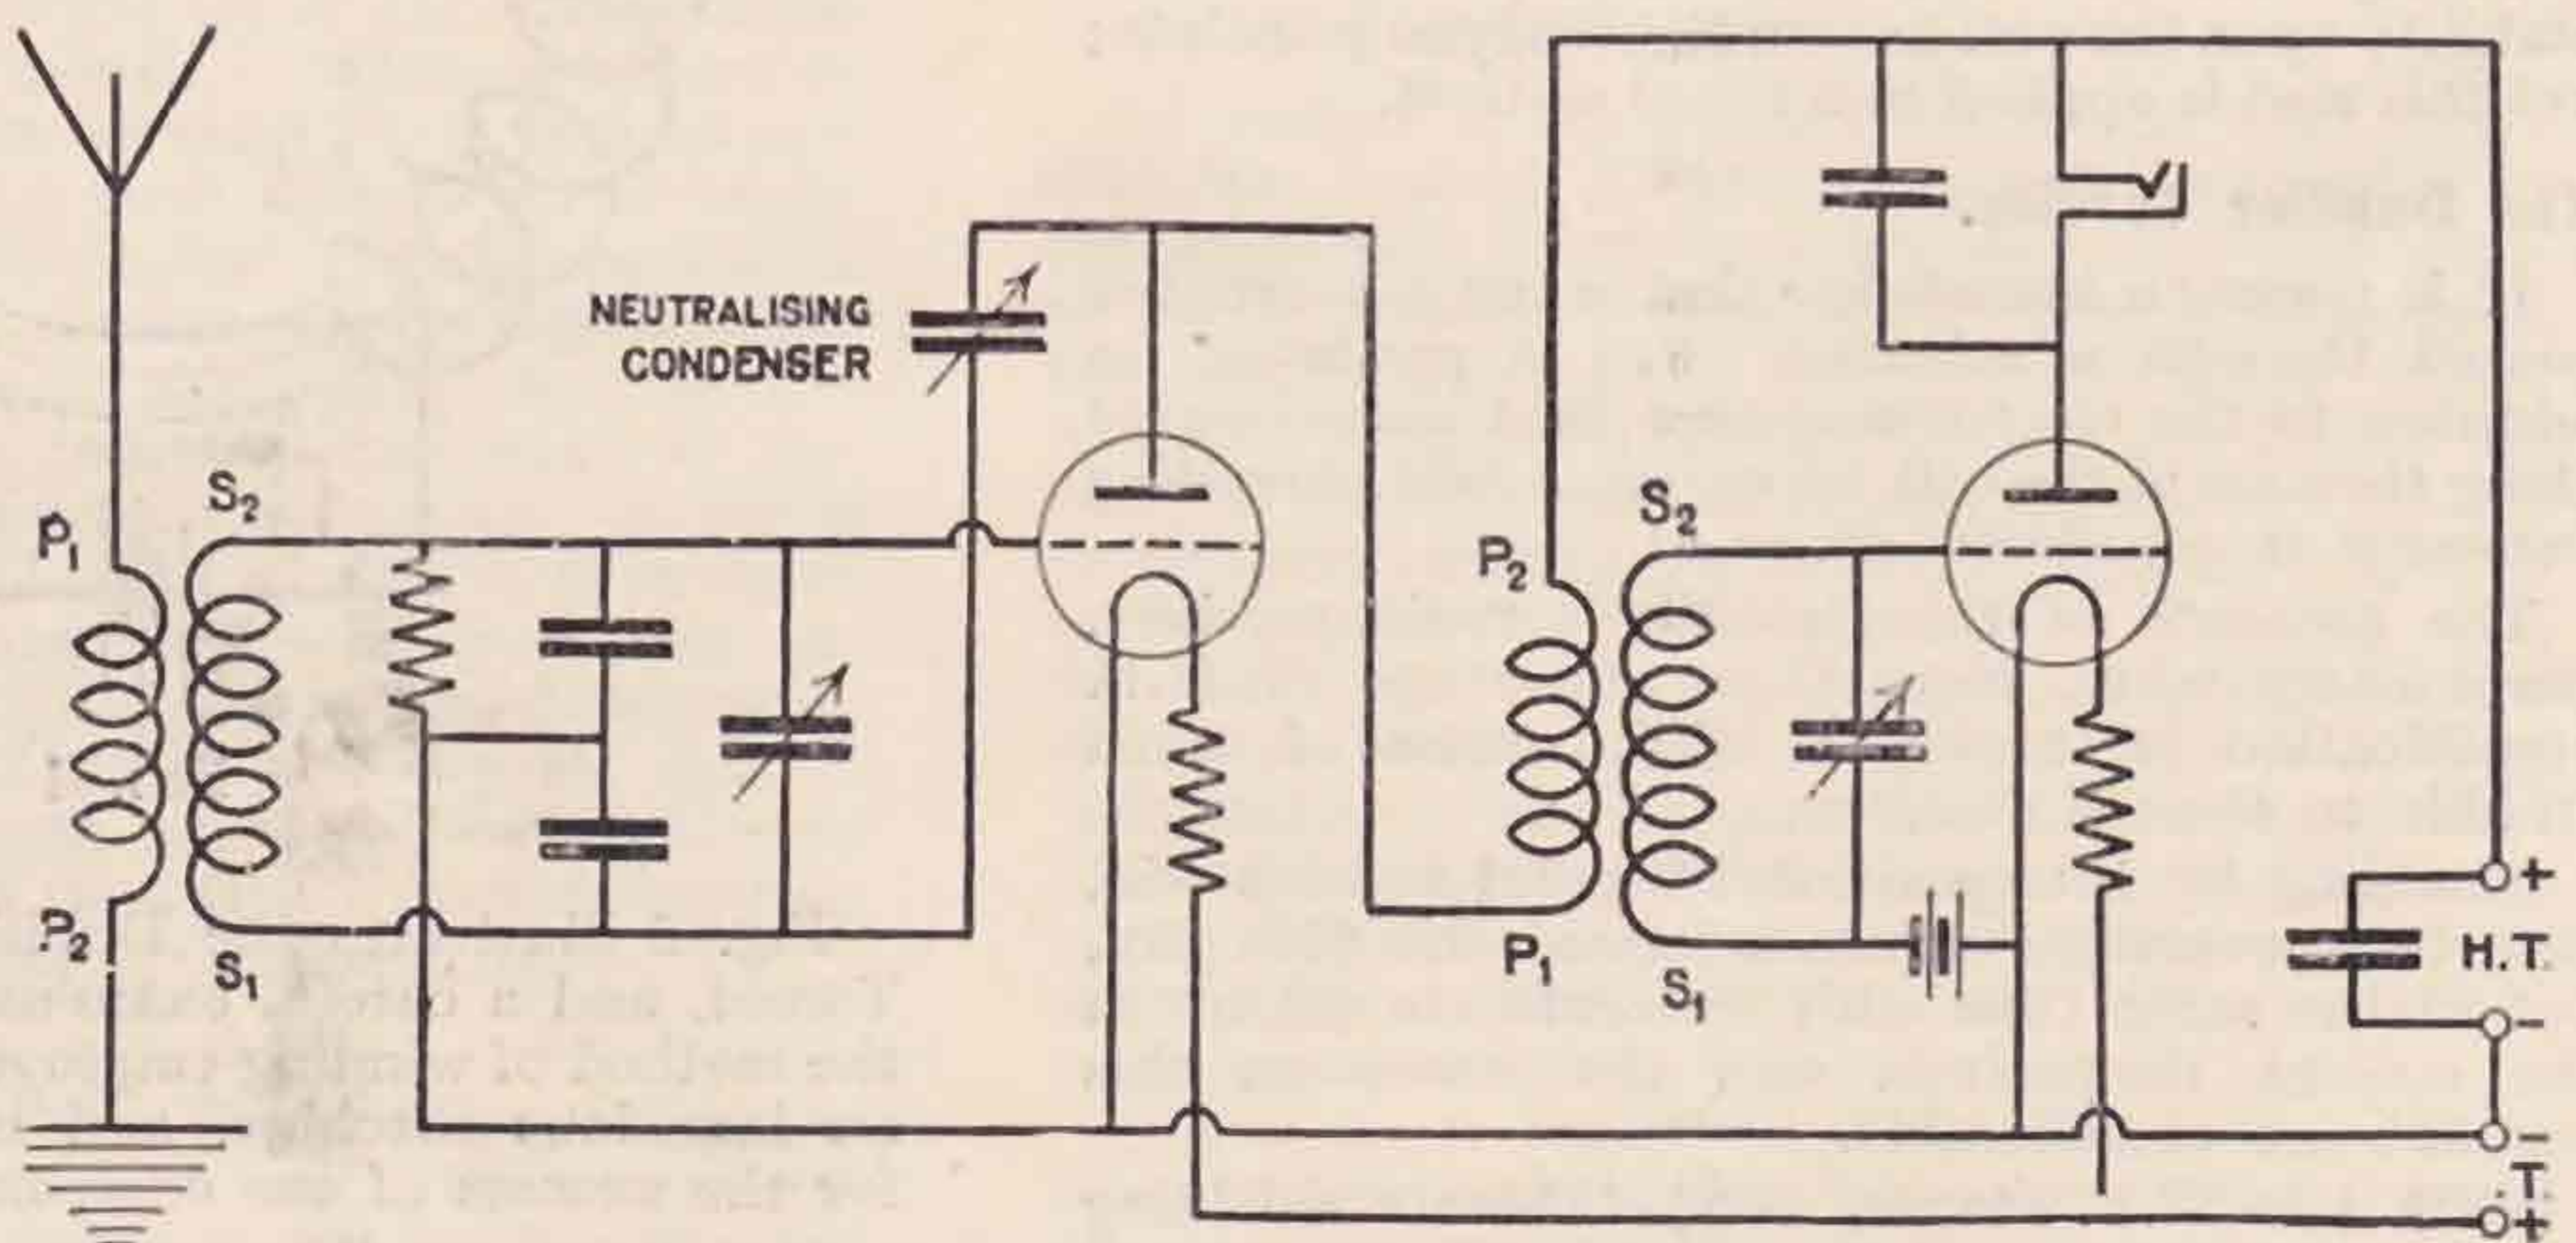 NEUTRALISING
CONDENSER
P₁
S₂
P₂
S₁
P₂
S₂
P₁
S₁
+
H.T.
-
-
.T.
+